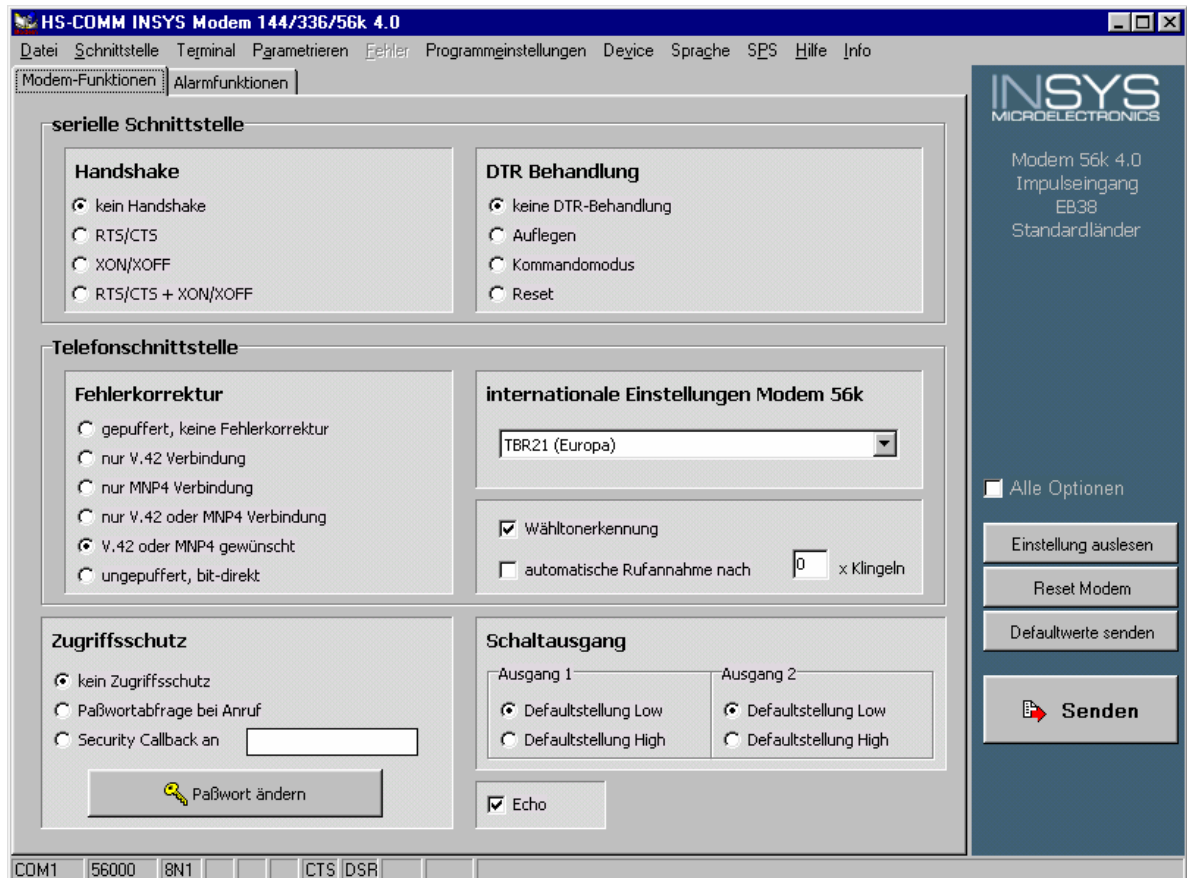 HS-COMM INSYS Modem 144/336/56k 4.0
Datei Schnittstelle Terminal Parametrieren Fehler Programmeinstellungen Device Sprache SPS Hilfe Info
Modem-Funktionen Alarmfunktionen
serielle Schnittstelle
Handshake
kein Handshake
RTS/CTS
XON/XOFF
RTS/CTS + XON/XOFF
DTR Behandlung
keine DTR-Behandlung
Auflegen
Kommandomodus
Reset
Telefonschnittstelle
Fehlerkorrektur
gepuffert, keine Fehlerkorrektur
nur V.42 Verbindung
nur MNP4 Verbindung
nur V.42 oder MNP4 Verbindung
V.42 oder MNP4 gewünscht
ungepuffert, bit-direkt
internationale Einstellungen Modem 56k
TBR21 (Europa)
Wähltonerkennung
automatische Rufannahme nach 0 x Klingeln
Zugriffsschutz
kein Zugriffsschutz
Paßwortabfrage bei Anruf
Security Callback an
Paßwort ändern
Schaltausgang
Ausgang 1
Defaultstellung Low
Defaultstellung High
Ausgang 2
Defaultstellung Low
Defaultstellung High
Echo
INSYS
MICROELECTRONICS
Modem 56k 4.0
Impulseingang
EB38
Standardländer
Alle Optionen
Einstellung auslesen
Reset Modem
Defaultwerte senden
Senden
COM1 56000 8N1 CTS DSR